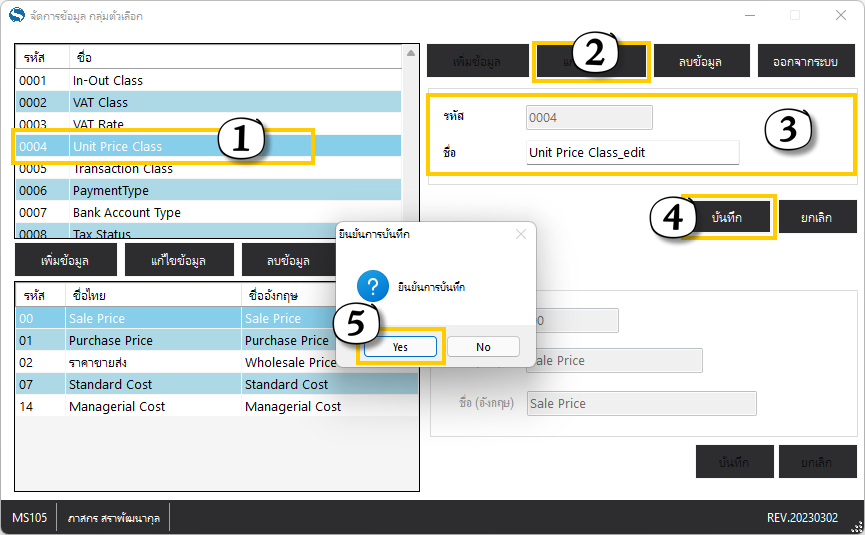 จัดการข้อมูล กลุ่มตัวเลือก
รหัส ชื่อ
0001 In-Out Class
0002 VAT Class
0003 VAT Rate
0004 Unit Price Class
0005 Transaction Class
0006 PaymentType
0007 Bank Account Type
0008 Tax Status
1
เพิ่มข้อมูล
2
ลบข้อมูล
ออกจากระบบ
รหัส 0004
ชื่อ Unit Price Class_edit
3
4
บันทึก
ยกเลิก
เพิ่มข้อมูล
แก้ไขข้อมูล
ลบข้อมูล
ยืนยันการบันทึก
ยืนยันการบันทึก
5
Yes
No
รหัส ชื่อไทย ชื่ออังกฤษ
00 Sale Price Sale Price
01 Purchase Price Purchase Price
02 ราคาขายส่ง Wholesale Price
07 Standard Cost Standard Cost
14 Managerial Cost Managerial Cost
ale Price
ชื่อ (อังกฤษ) Sale Price
บันทึก
ยกเลิก
MS105
ภาสกร สราพัฒนากุล
REV.20230302